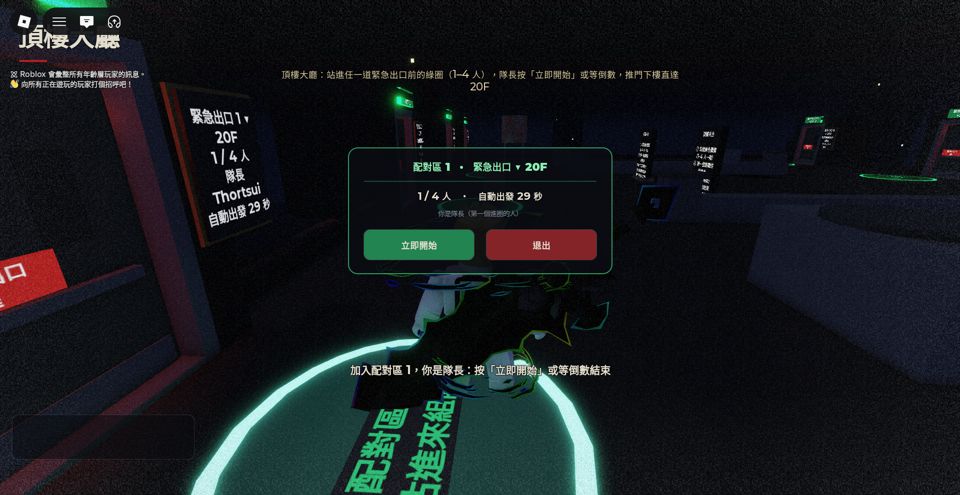 頂樓大廳
Roblox 會彙整所有年齡層玩家的訊息。
向所有正在遊玩的玩家打個招呼吧！
頂樓大廳：站進任一道緊急出口前的綠圈（1–4 人），隊長按「立即開始」或等倒數，推門下樓直達
20F
緊急出口 1 ▼
20F
1 / 4 人
隊長
Thortsui
自動出發 29 秒
配對區 1 • 緊急出口 ▼ 20F
1 / 4 人 • 自動出發 29 秒
你是隊長（第一個進圈的人）
立即開始
退出
加入配對區 1，你是隊長：按「立即開始」或等倒數結束
配對區
站進來組